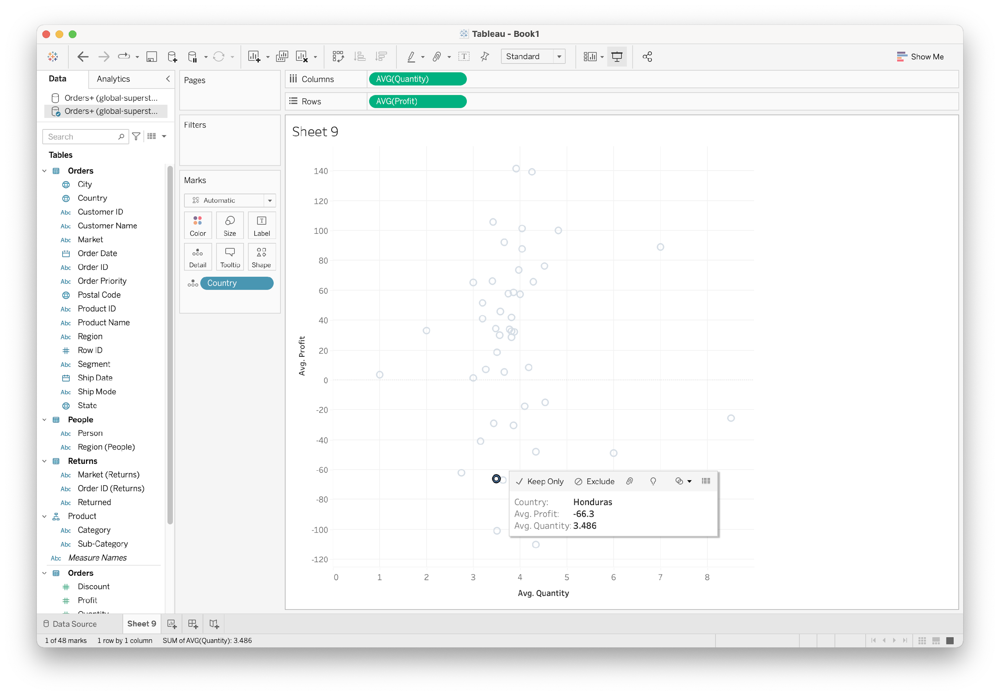 Tableau - Book1
Standard
Show Me
Data
Analytics
Orders+ (global-superst...
Orders+ (global-superst...
Search
Tables
Orders
City
Country
Abc Customer ID
Abc Customer Name
Abc Market
Order Date
Abc Order ID
Abc Order Priority
Postal Code
Abc Product ID
Abc Product Name
Abc Region
Row ID
Abc Segment
Ship Date
Abc Ship Mode
State
People
Abc Person
Abc Region (People)
Returns
Abc Market (Returns)
Abc Order ID (Returns)
Abc Returned
Product
Abc Category
Abc Sub-Category
Abc Measure Names
Orders
Discount
Profit
Quantity
Pages
Filters
Marks
Automatic
Color Size Label
Detail Tooltip Shape
Country
Columns AVG(Quantity)
Rows AVG(Profit)
Sheet 9
140
120
100
80
60
40
20
0
-20
-40
-60
-80
-100
-120
Avg. Profit
0 1 2 3 4 5 6 7 8
Avg. Quantity
Keep Only Exclude
Country: Honduras
Avg. Profit: -66.3
Avg. Quantity: 3.486
Data Source Sheet 9
1 of 48 marks 1 row by 1 column SUM of AVG(Quantity): 3.486